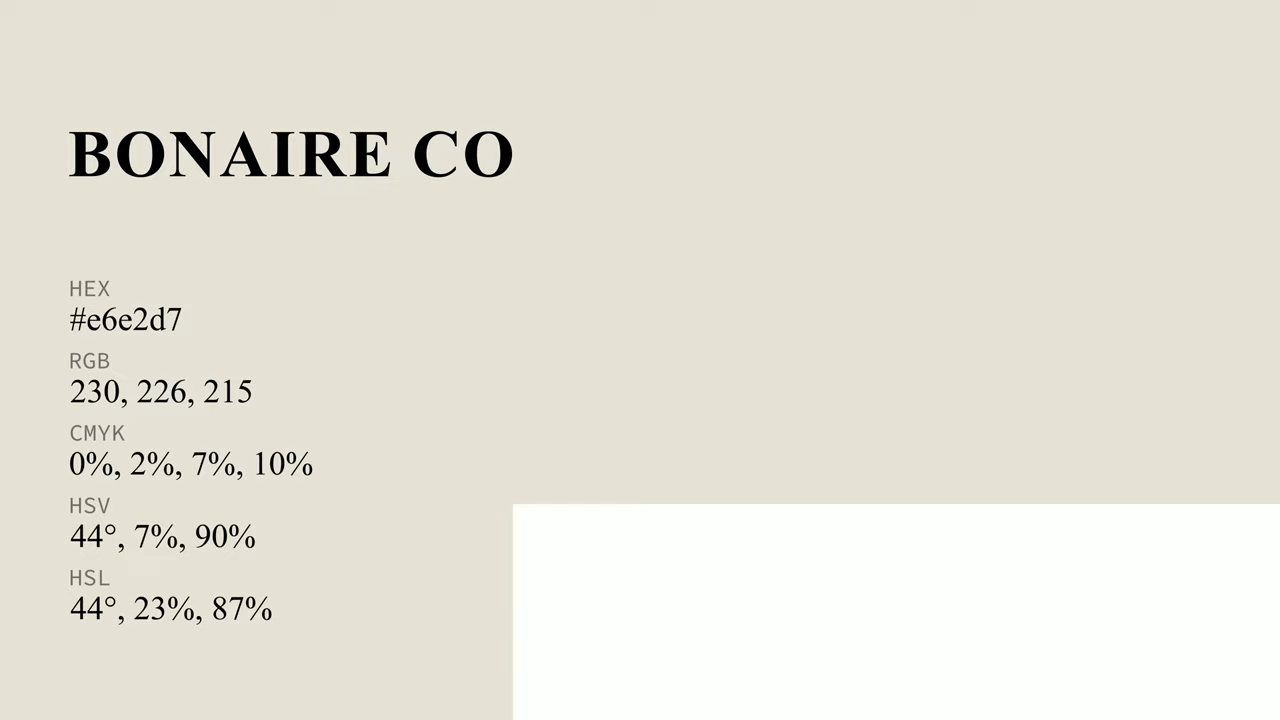 BONAIRE CO
HEX
#e6e2d7
RGB
230, 226, 215
CMYK
0%, 2%, 7%, 10%
HSV
44°, 7%, 90%
HSL
44°, 23%, 87%